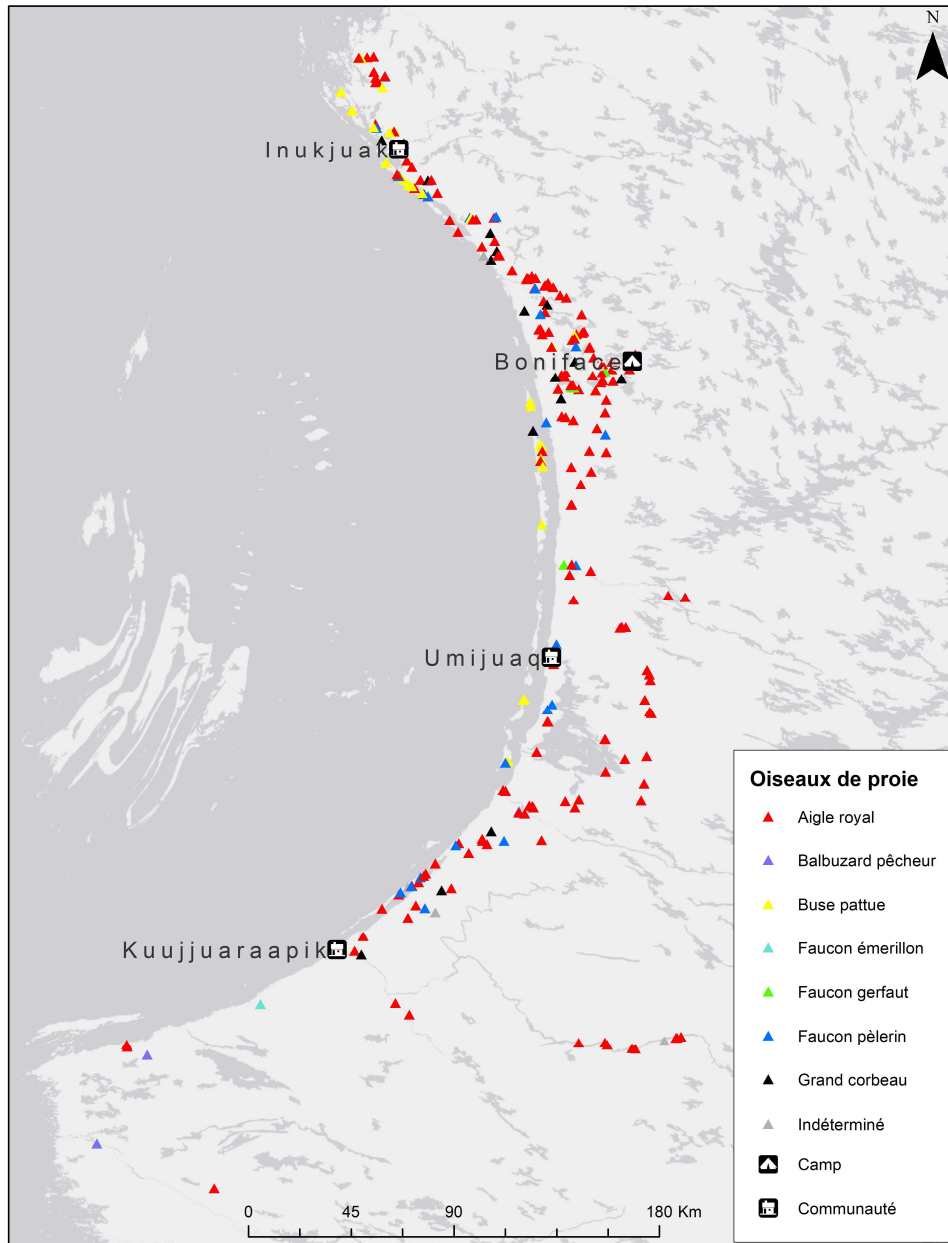 N
Inukjuak
Boniface
Umijuaq
Kuujjuaraapik
Oiseaux de proie
Aigle royal
Balbuzard pêcheur
Buse pattue
Faucon émerillon
Faucon gerfaut
Faucon pèlerin
Grand corbeau
Indéterminé
Camp
Communauté
0 45 90 180 Km